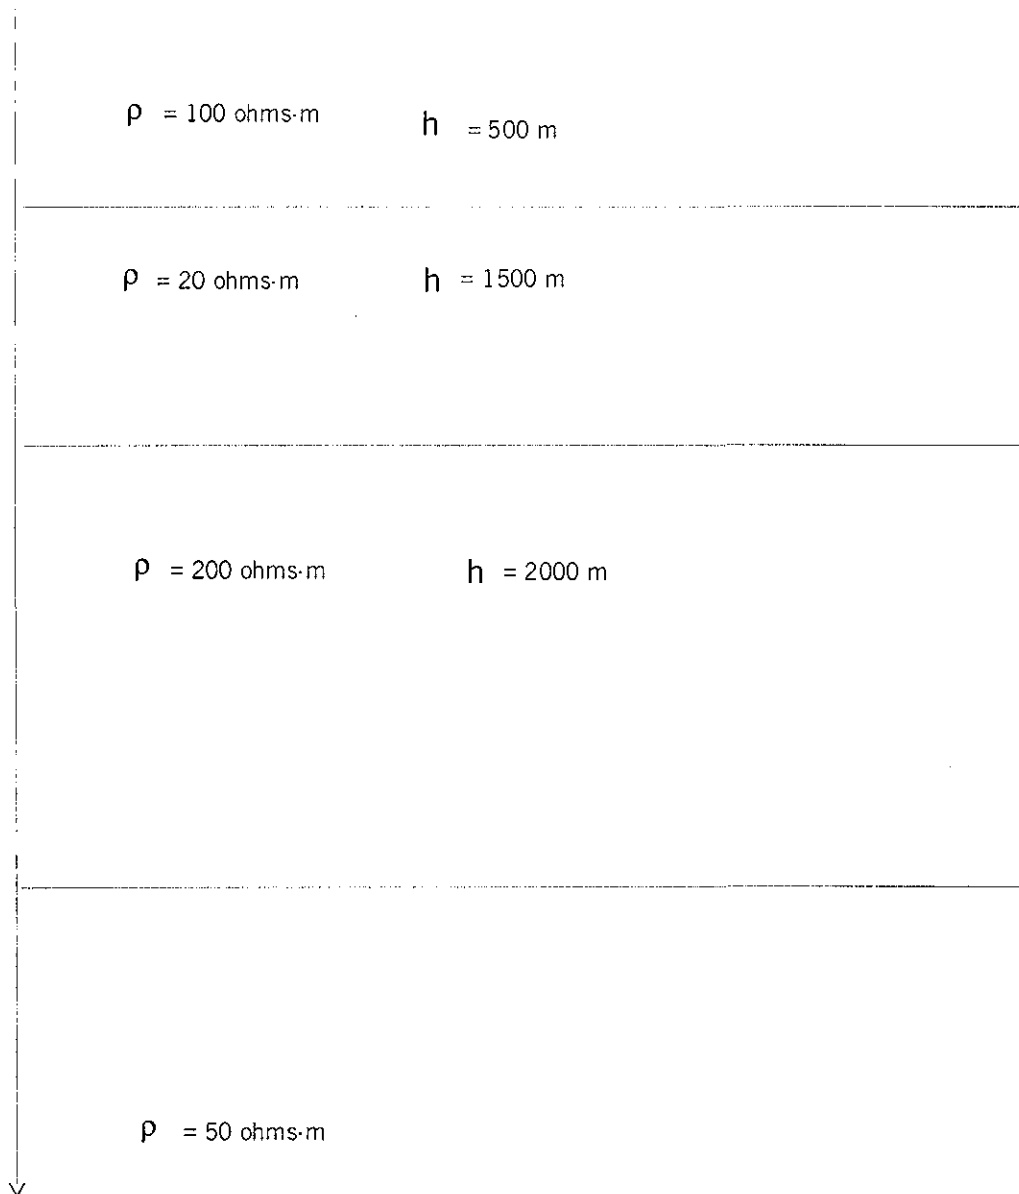 ρ = 100 ohms·m h = 500 m
ρ = 20 ohms·m h = 1500 m
ρ = 200 ohms·m h = 2000 m
ρ = 50 ohms·m